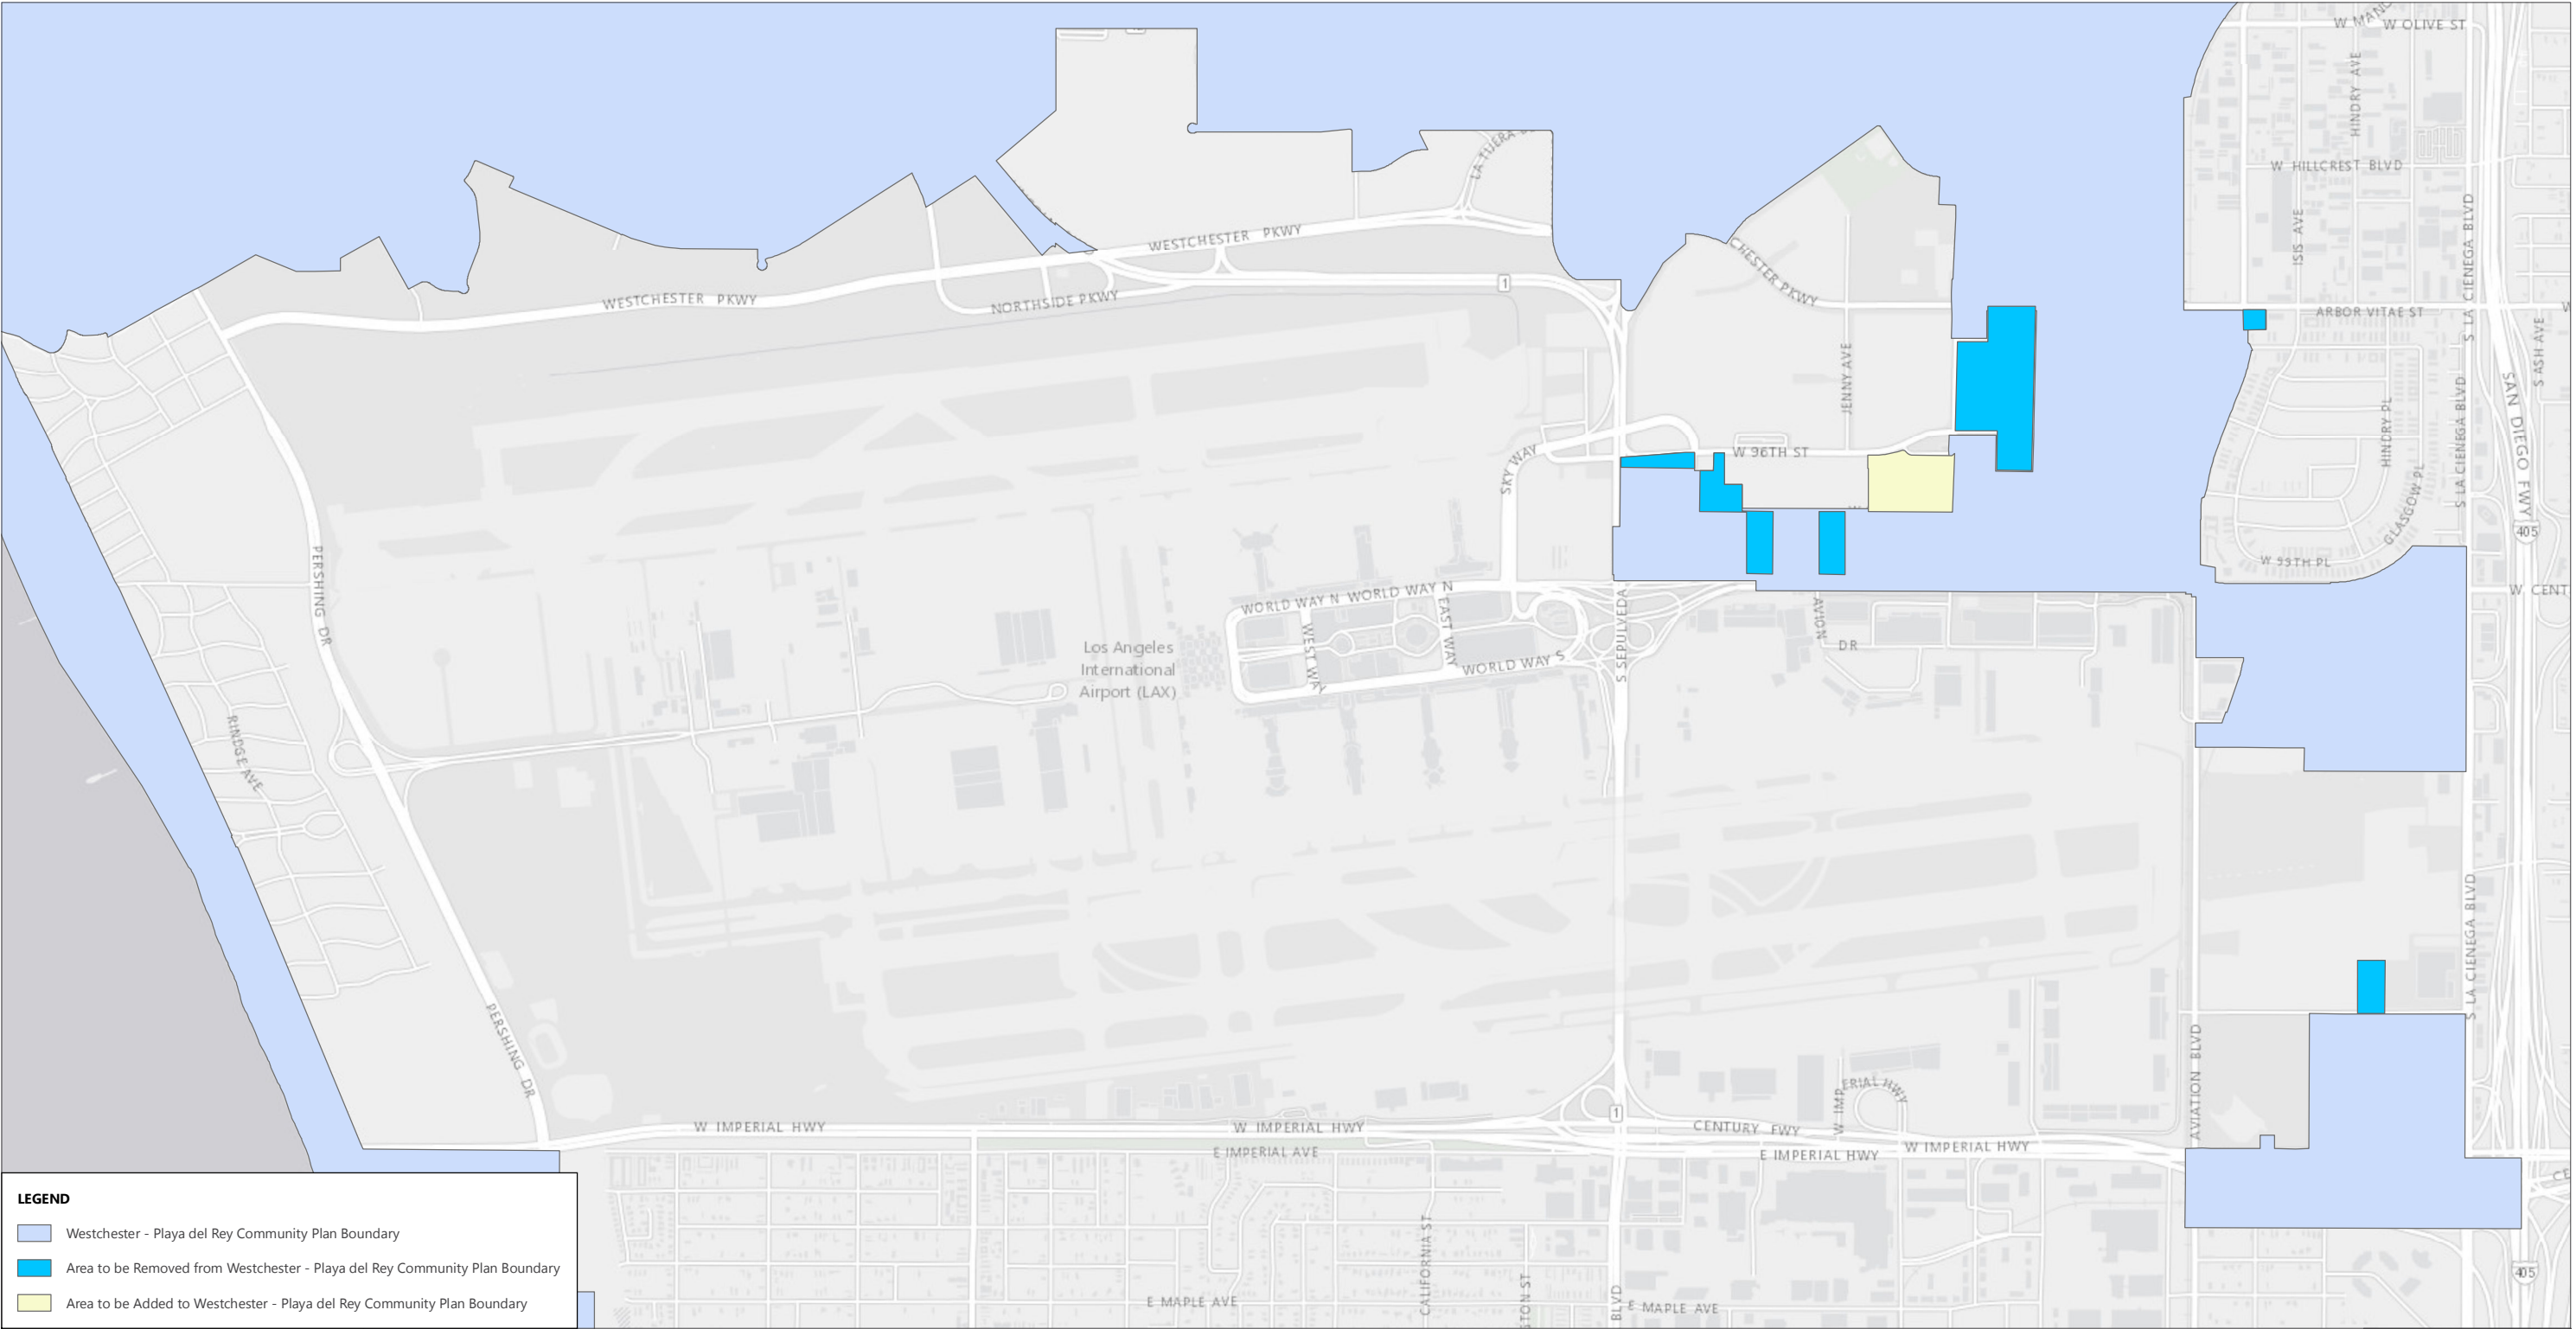 W OLIVE ST
HINDRY AVE
W HILLCREST BLVD
ISIS AVE
S LA CIENEGA BLVD
WESTCHESTER PKWY
WESTCHESTER PKWY
NORTHSIDE PKWY
1
CHESTER PKWY
JENNY AVE
ARBOR VITAE ST
S ASH AVE
SAN DIEGO FWY
HINDRY PL
S LA CIENEGA BLVD
GLASGOW PL
405
W 96TH ST
SKY WAY
W 99TH PL
W CENT
PERSHING DR
WORLD WAY N
WORLD WAY N
EAST WAY
WEST WAY
WORLD WAY S
S SEPULVEDA
AVION
DR
Los Angeles
International
Airport (LAX)
RINDGE AVE
S LA CIENEGA BLVD
PERSHING DR
AVIATION BLVD
W IMPERIAL HWY
W IMPERIAL HWY
1
CENTURY FWY
W IMPERIAL HWY
W IMPERIAL HWY
E IMPERIAL AVE
E IMPERIAL HWY
CALIFORNIA ST
TON ST
BLVD
E MAPLE AVE
E MAPLE AVE
405
LEGEND
Westchester - Playa del Rey Community Plan Boundary
Area to be Removed from Westchester - Playa del Rey Community Plan Boundary
Area to be Added to Westchester - Playa del Rey Community Plan Boundary